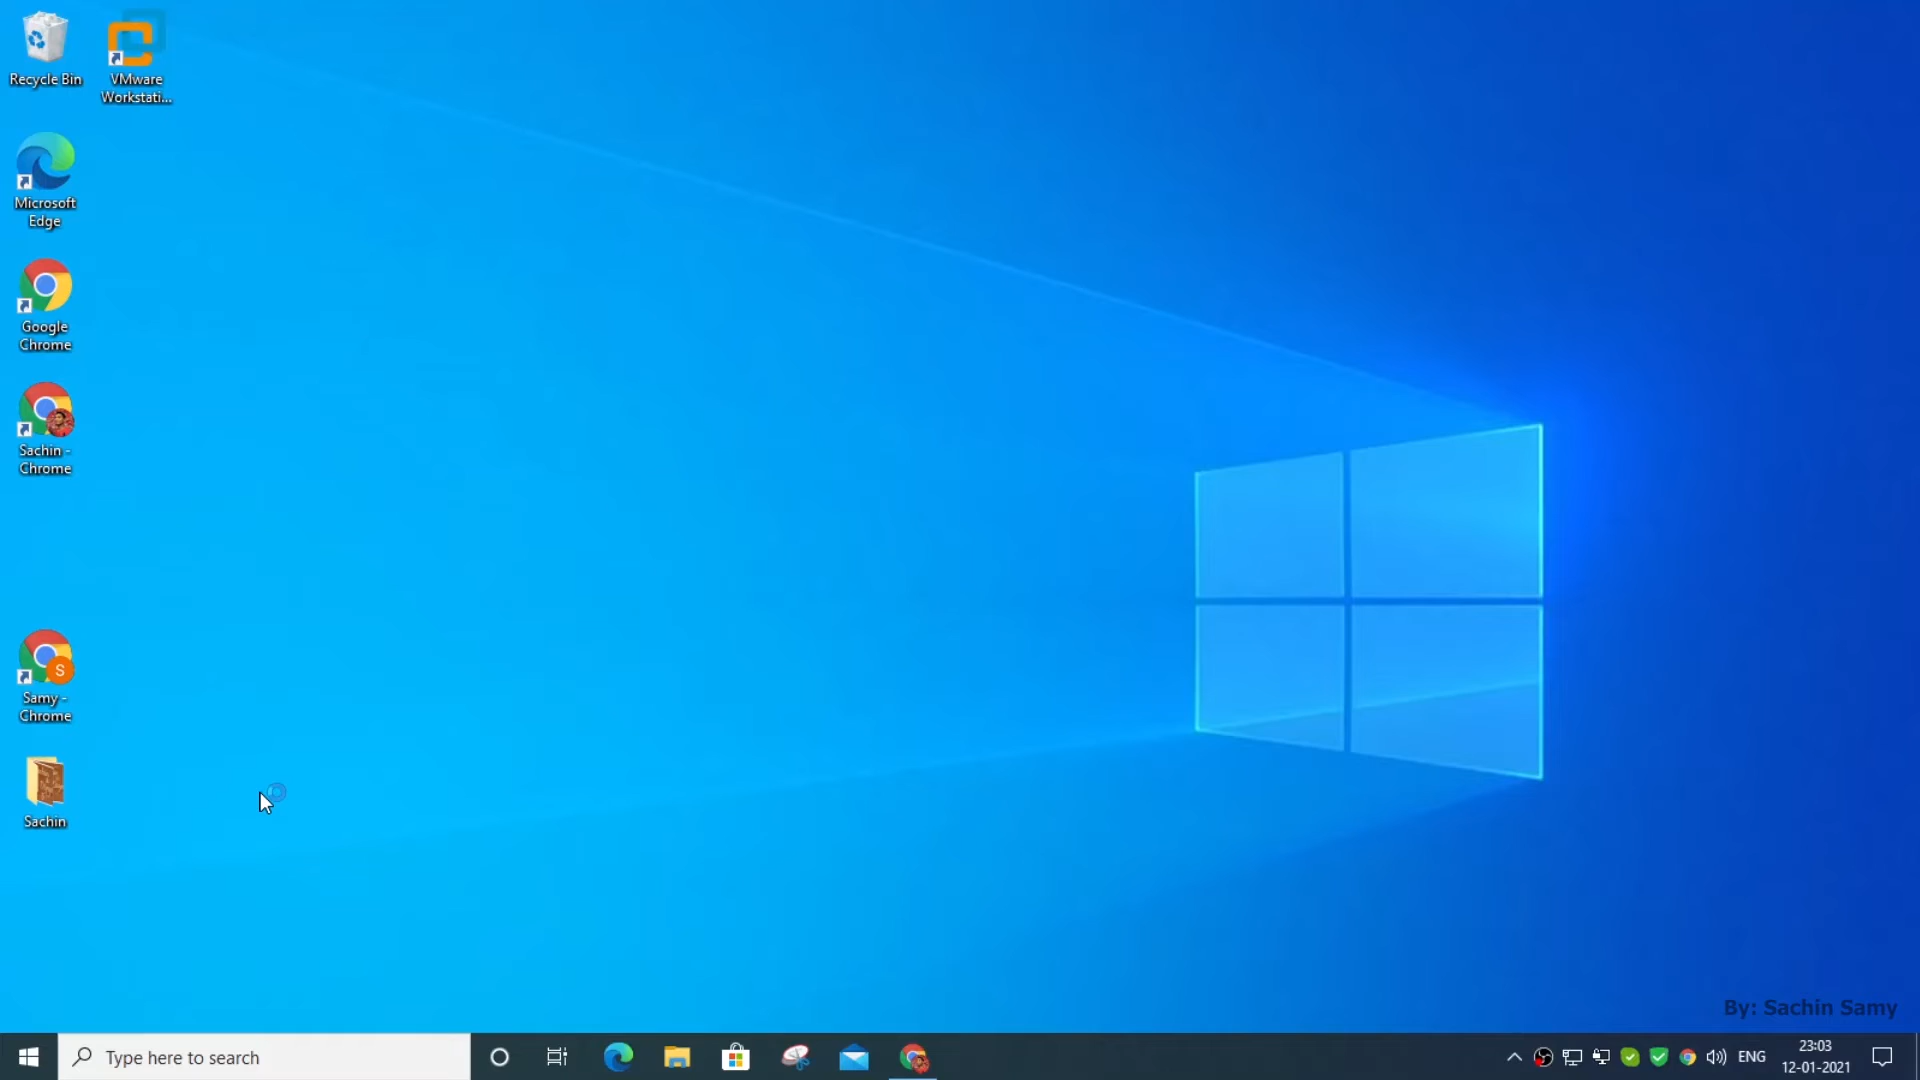 Recycle Bin
VMware
Workstati...
Microsoft
Edge
Google
Chrome
Sachin -
Chrome
S
Samy -
Chrome
Sachin
By: Sachin Samy
Type here to search
ENG
23:03
12-01-2021